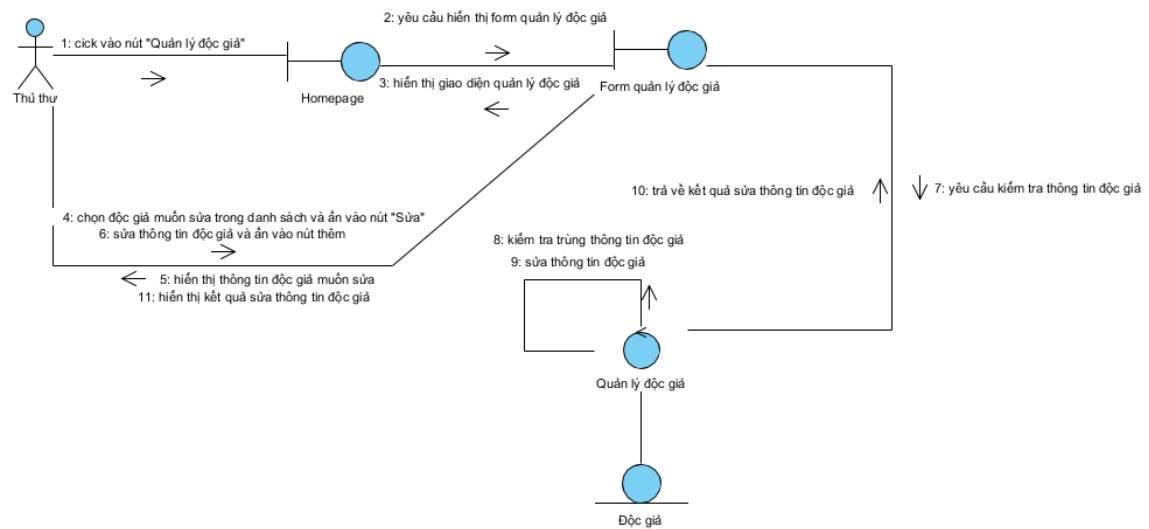 2: yêu cầu hiển thị form quản lý độc giả
1: cick vào nút "Quản lý độc giả"
3: hiển thị giao diện quản lý độc giả
Form quản lý độc giả
Thủ thư
Homepage
10: trả về kết quả sửa thông tin độc giả
7: yêu cầu kiểm tra thông tin độc giả
4: chọn độc giả muốn sửa trong danh sách và ấn vào nút "Sửa"
6: sửa thông tin độc giả và ấn vào nút thêm
8: kiểm tra trùng thông tin độc giả
9: sửa thông tin độc giả
5: hiển thị thông tin độc giả muốn sửa
11: hiển thị kết quả sửa thông tin độc giả
Quản lý độc giả
Độc giả